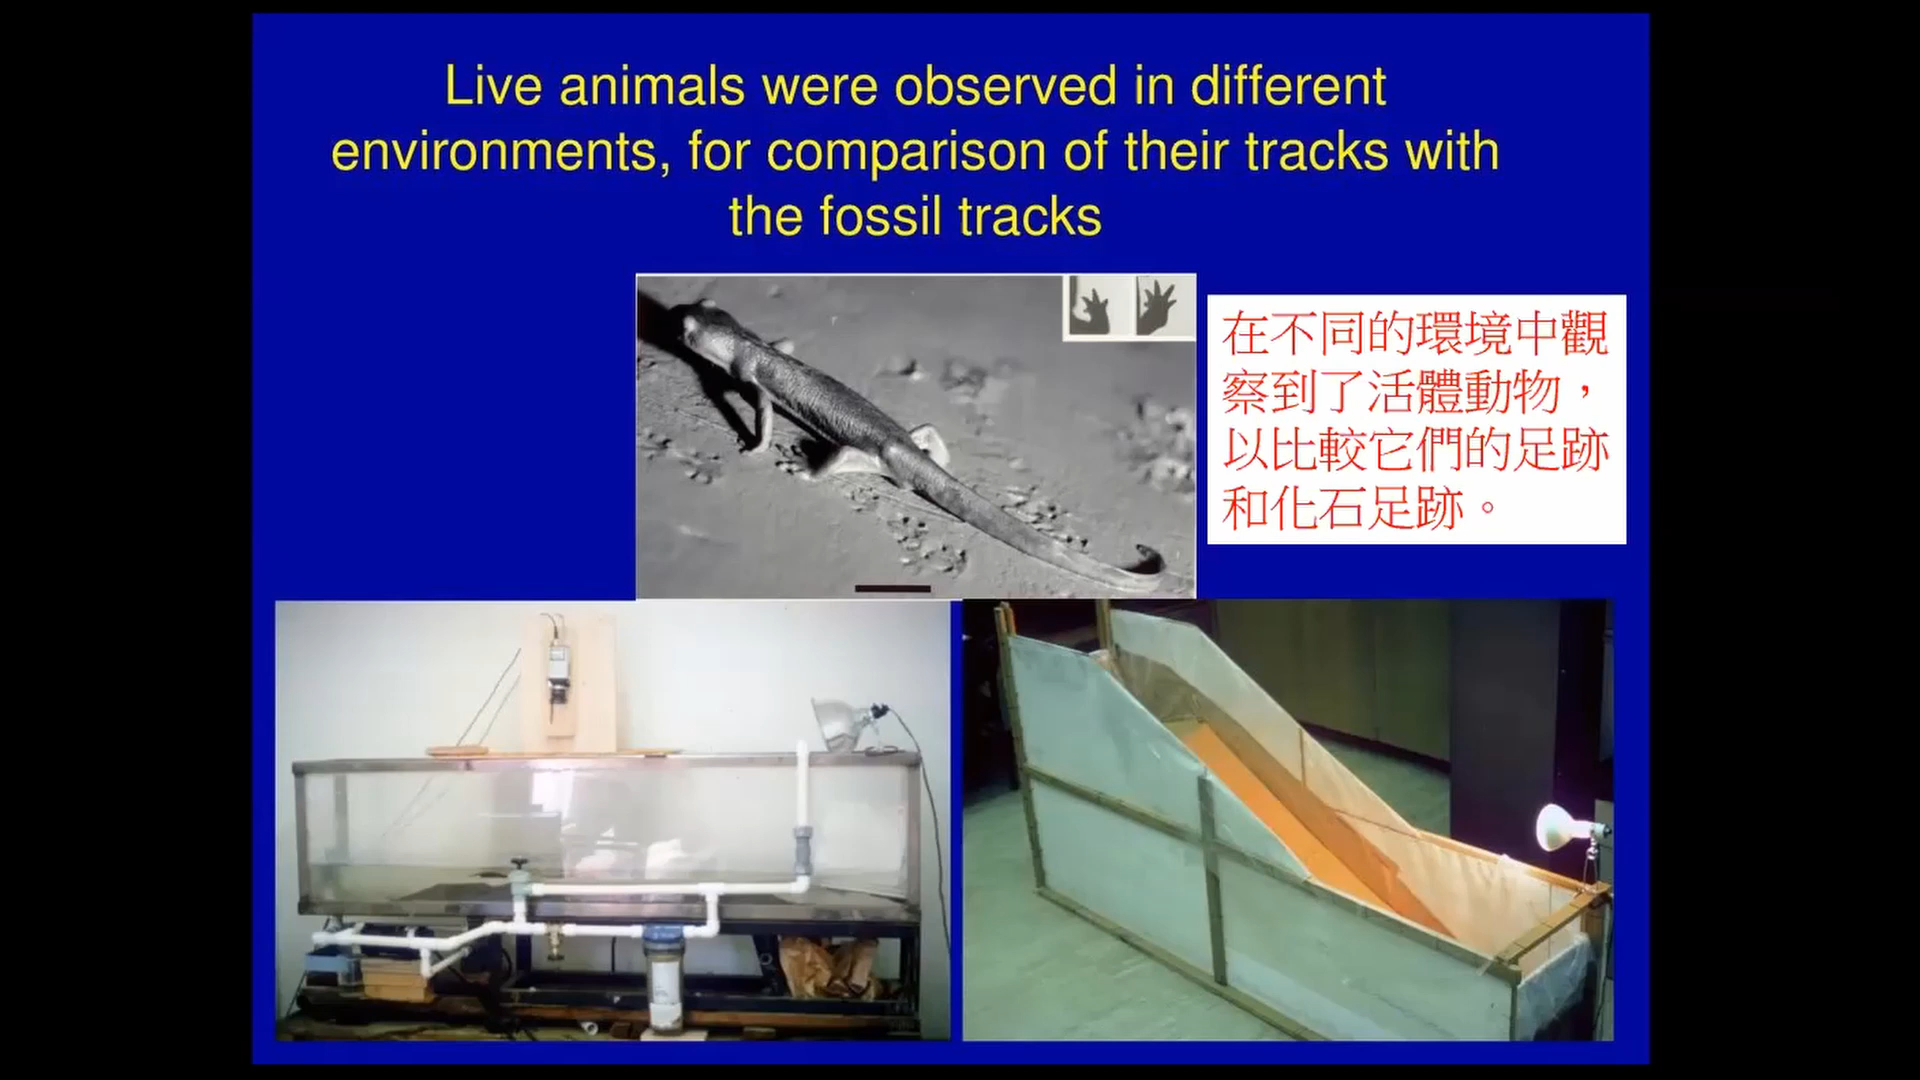 Live animals were observed in different
environments, for comparison of their tracks with
the fossil tracks
在不同的環境中觀
察到了活體動物，
以比較它們的足跡
和化石足跡。